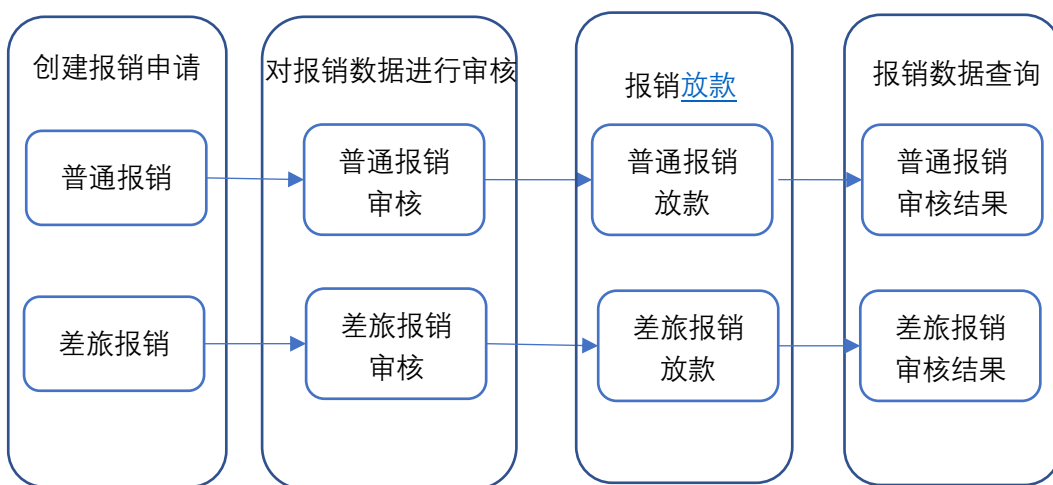 创建报销申请
对报销数据进行审核
报销放款
报销数据查询
普通报销
普通报销
审核
普通报销
放款
普通报销
审核结果
差旅报销
差旅报销
审核
差旅报销
放款
差旅报销
审核结果